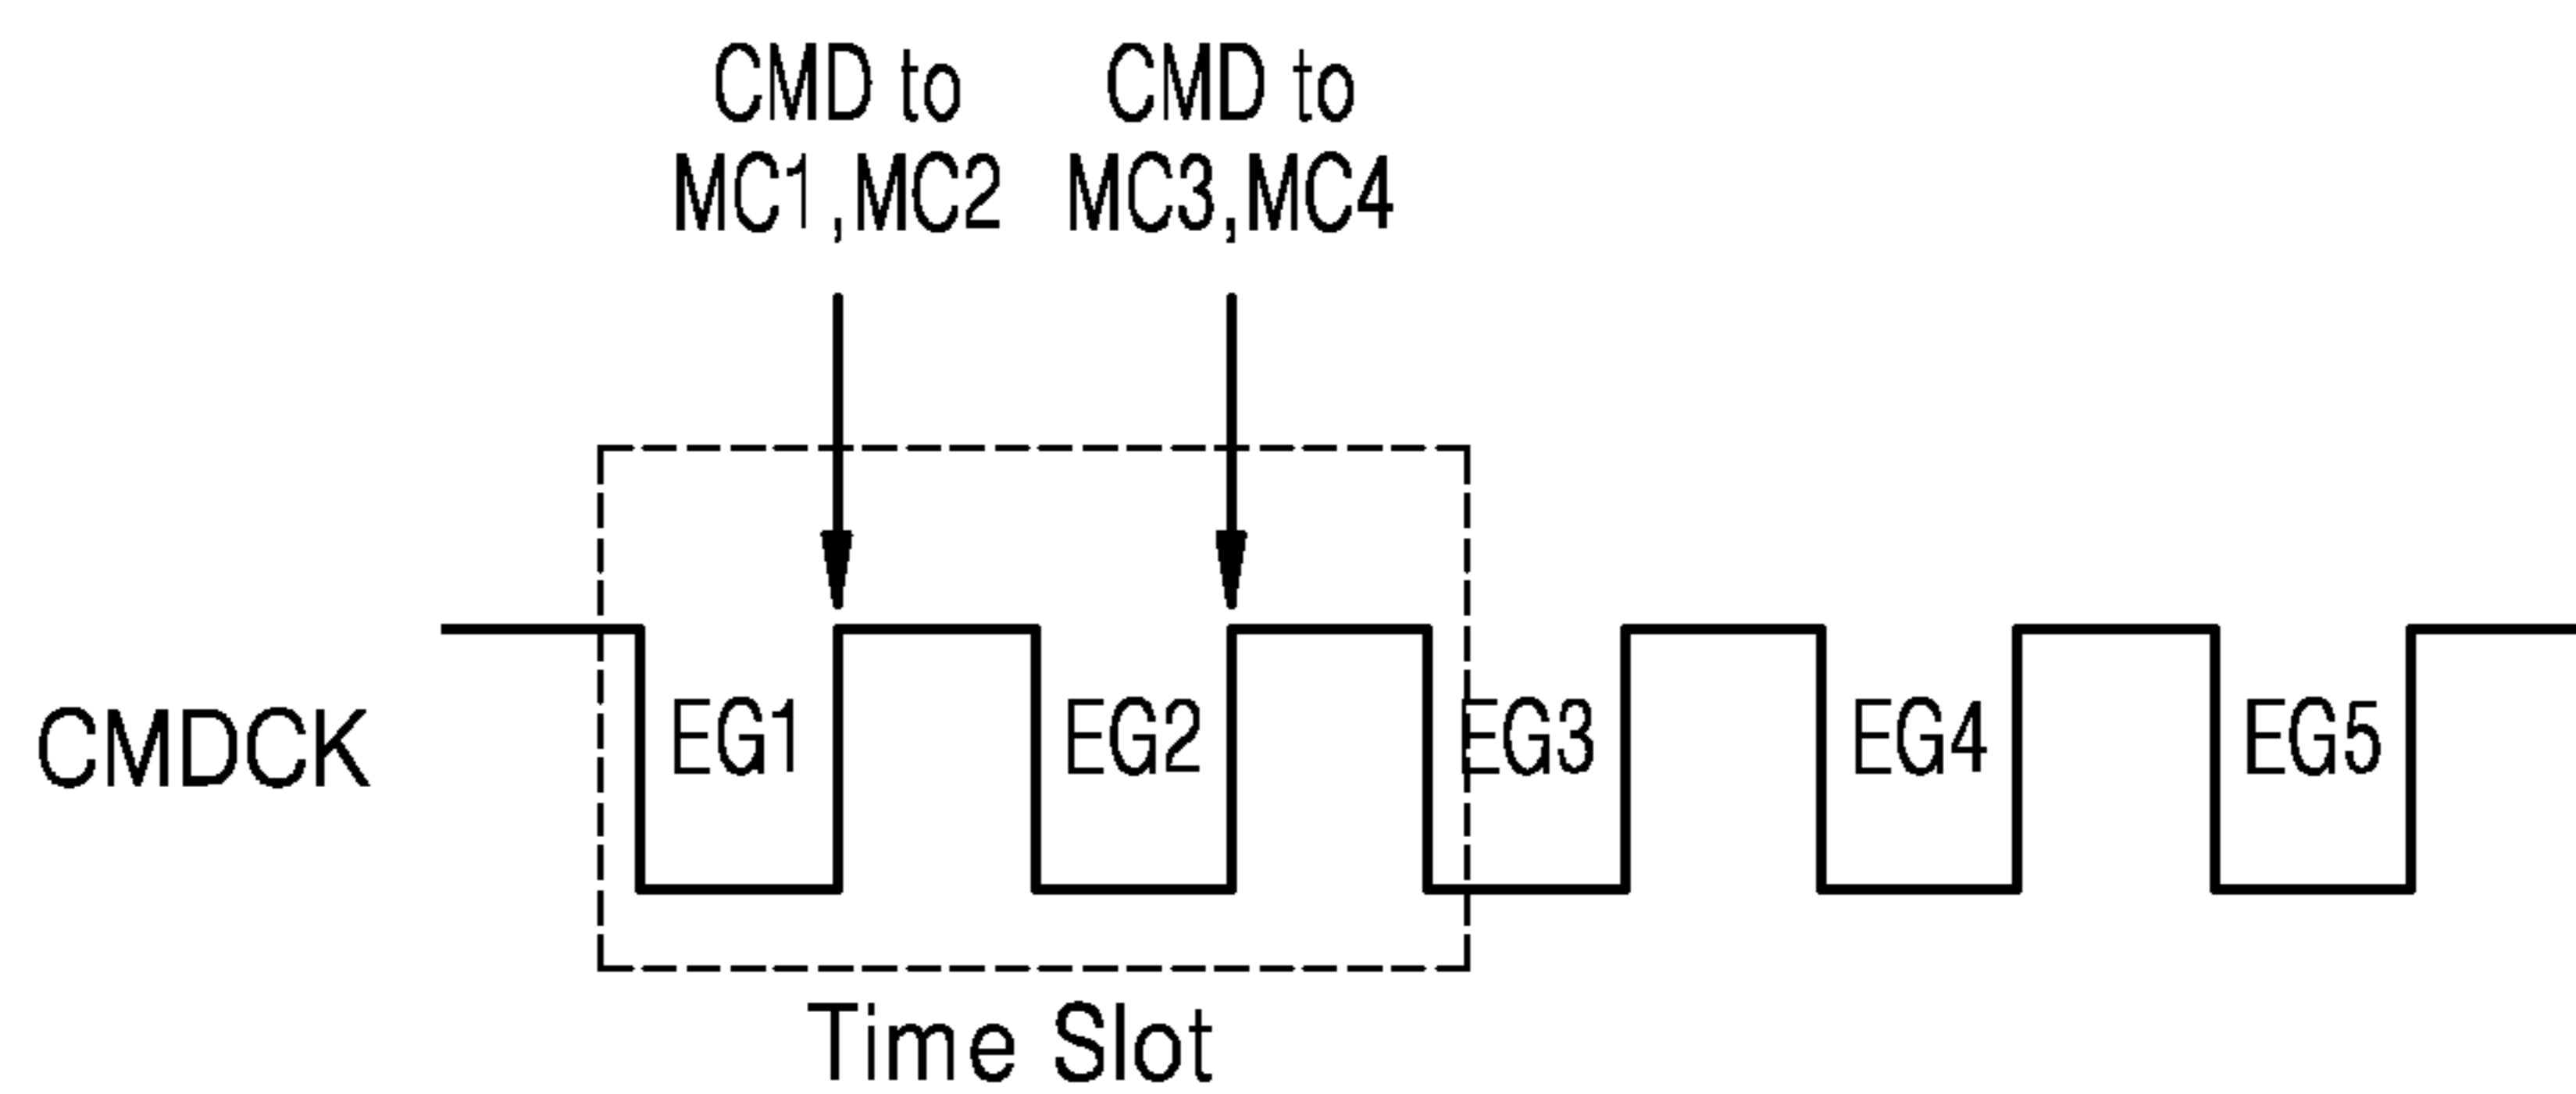 CMD to
MC1,MC2
CMD to
MC3,MC4
CMDCK
EG1
EG2
EG3
EG4
EG5
Time Slot